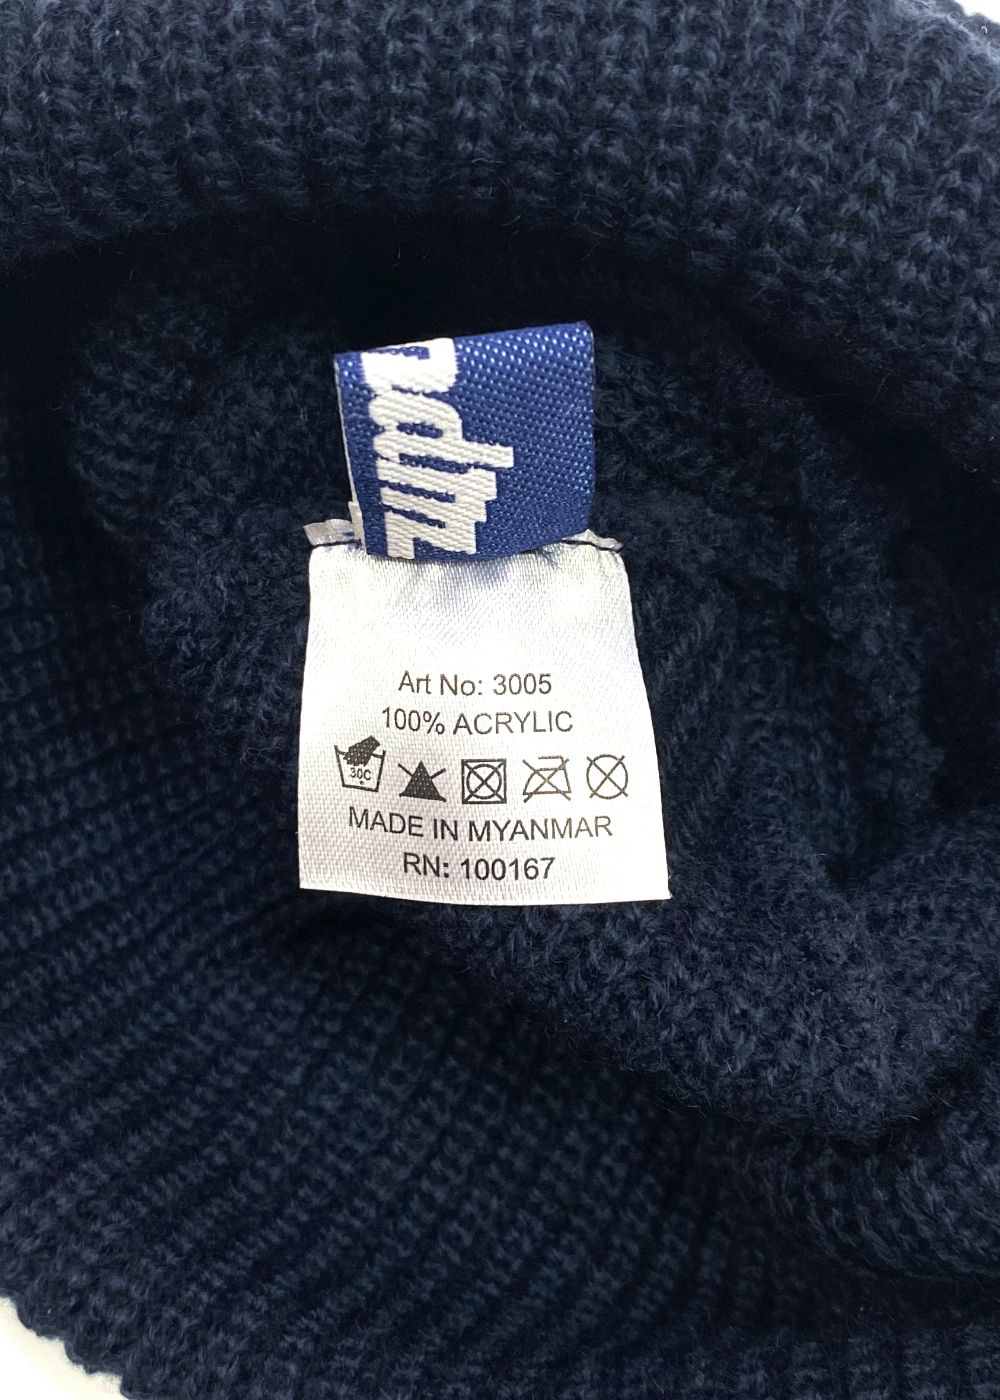 Art No: 3005
100% ACRYLIC
30C
MADE IN MYANMAR
RN: 100167